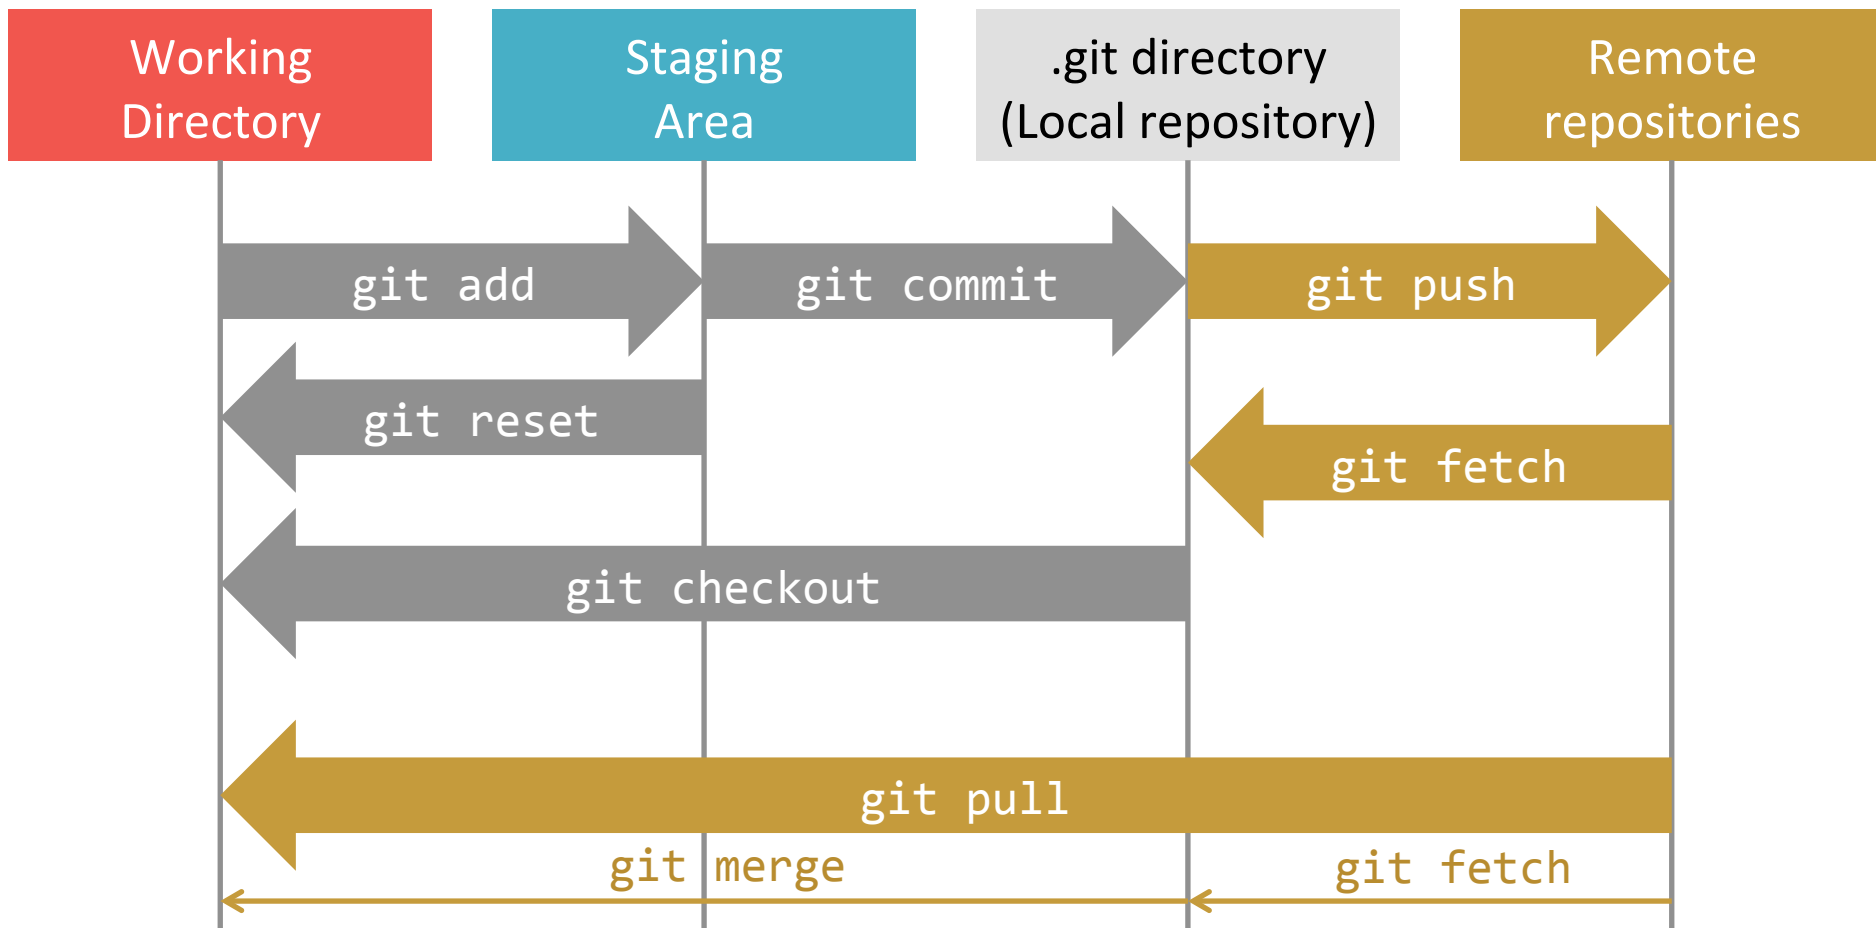 Working
Directory
Staging
Area
.git directory
(Local repository)
Remote
repositories
git add
git commit
git push
git reset
git fetch
git checkout
git pull
git merge
git fetch